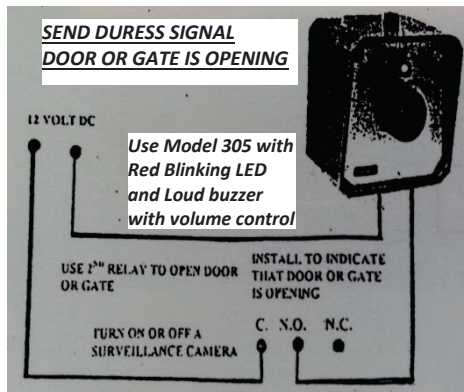 SEND DURESS SIGNAL
DOOR OR GATE IS OPENING
12 VOLT DC
Use Model 305 with
Red Blinking LED
and Loud buzzer
with volume control
USE 2ND RELAY TO OPEN DOOR
OR GATE
INSTALL TO INDICATE
THAT DOOR OR GATE
IS OPENING
TURN ON OR OFF A
SURVEILLANCE CAMERA
C. N.O. N.C.